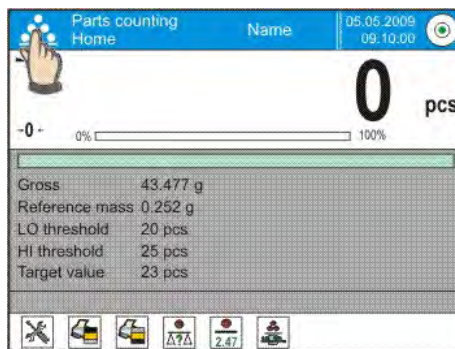 Parts counting
Home
Name
05.05.2009
09.10.00
0 pcs
-0-
0% 100%
Gross 43.477 g
Reference mass 0.252 g
LO threshold 20 pcs
HI threshold 25 pcs
Target value 23 pcs
?
2.47